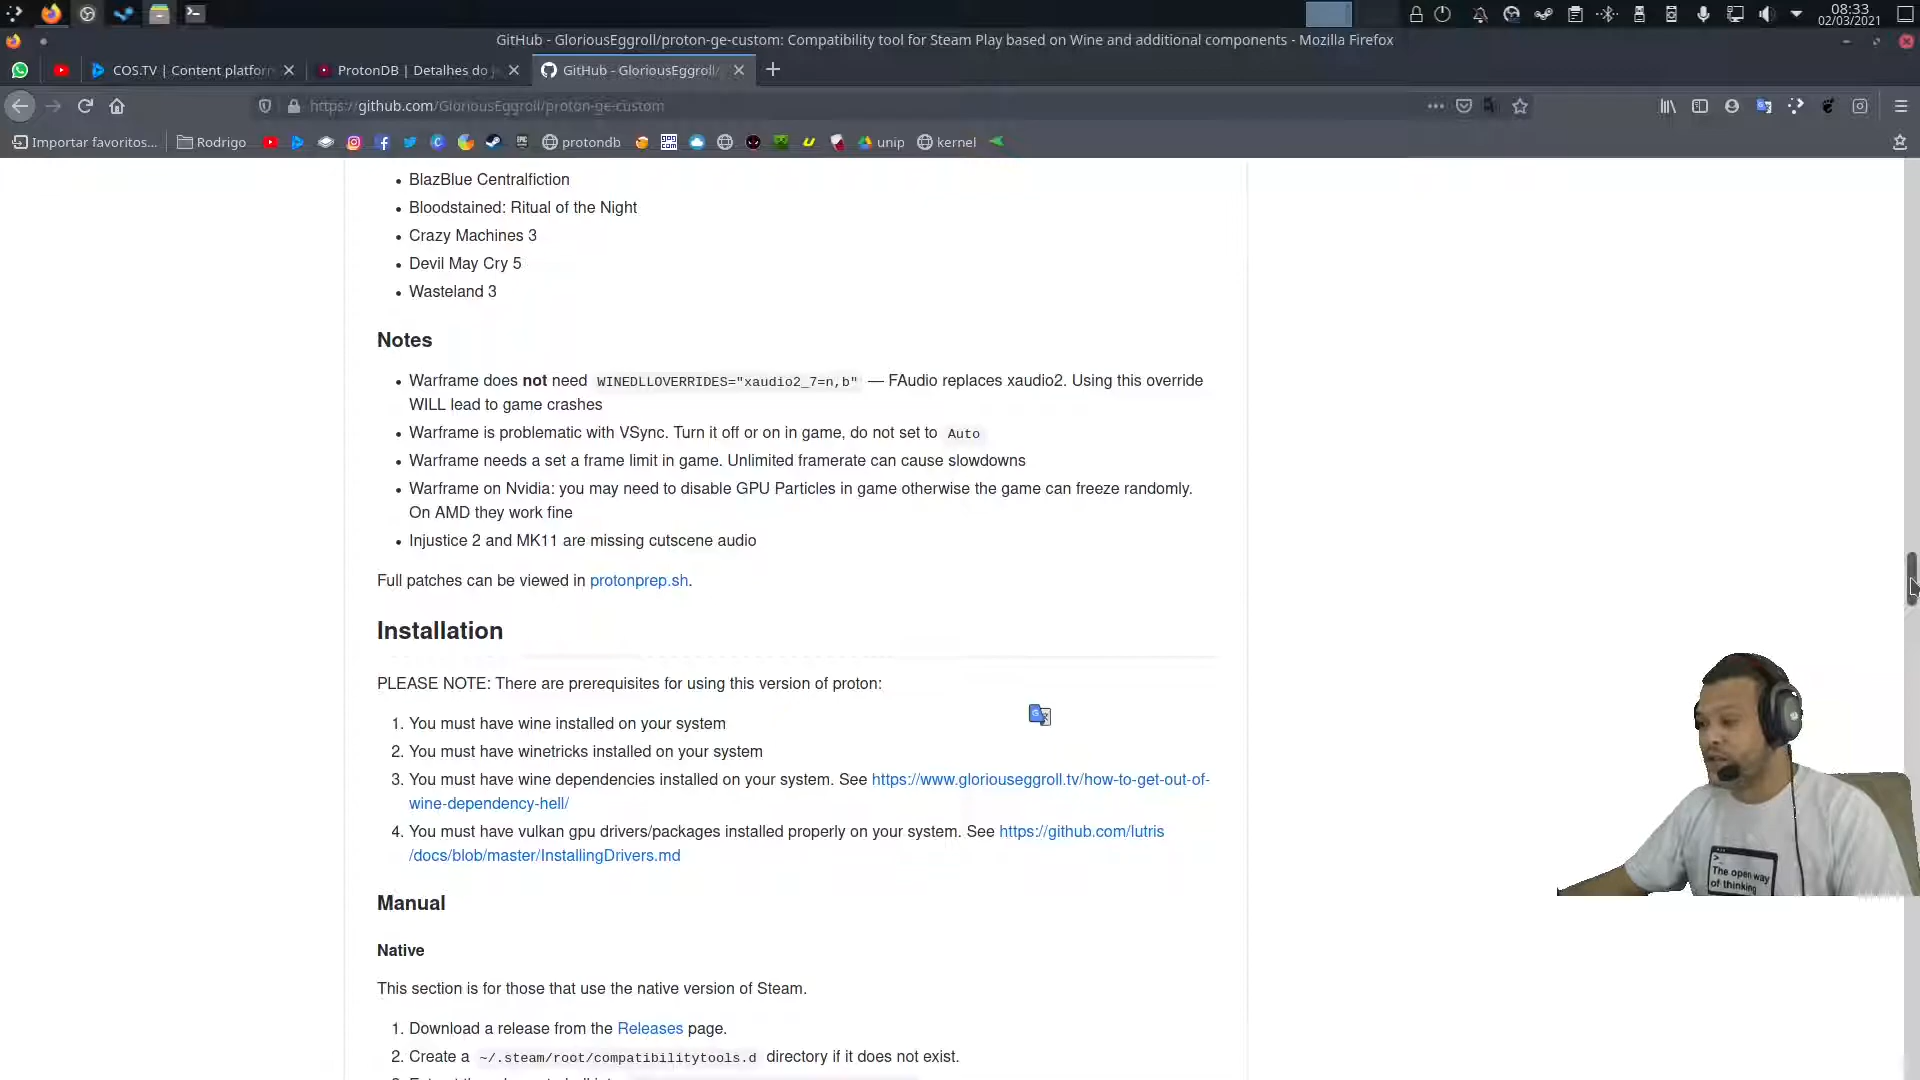 08:33
02/03/2021
GitHub - GloriousEggroll/proton-ge-custom: Compatibility tool for Steam Play based on Wine and additional components - Mozilla Firefox
COS.TV | Content platforr
ProtonDB | Detalhes do j
GitHub - GloriousEggroll/
https://github.com/GloriousEggroll/proton-ge-custom
Importar favoritos...
Rodrigo
protondb
unip
kernel
• BlazBlue Centralfiction
• Bloodstained: Ritual of the Night
• Crazy Machines 3
• Devil May Cry 5
• Wasteland 3
Notes
• Warframe does not need WINEDLLOVERRIDES="xaudio2_7=n,b" — FAudio replaces xaudio2. Using this override
WILL lead to game crashes
• Warframe is problematic with VSync. Turn it off or on in game, do not set to Auto
• Warframe needs a set a frame limit in game. Unlimited framerate can cause slowdowns
• Warframe on Nvidia: you may need to disable GPU Particles in game otherwise the game can freeze randomly.
On AMD they work fine
• Injustice 2 and MK11 are missing cutscene audio
Full patches can be viewed in protonprep.sh.
Installation
PLEASE NOTE: There are prerequisites for using this version of proton:
1. You must have wine installed on your system
2. You must have winetricks installed on your system
3. You must have wine dependencies installed on your system. See https://www.gloriouseggroll.tv/how-to-get-out-of-
wine-dependency-hell/
4. You must have vulkan gpu drivers/packages installed properly on your system. See https://github.com/lutris
/docs/blob/master/InstallingDrivers.md
Manual
Native
This section is for those that use the native version of Steam.
1. Download a release from the Releases page.
2. Create a ~/.steam/root/compatibilitytools.d directory if it does not exist.
The open way
of thinking